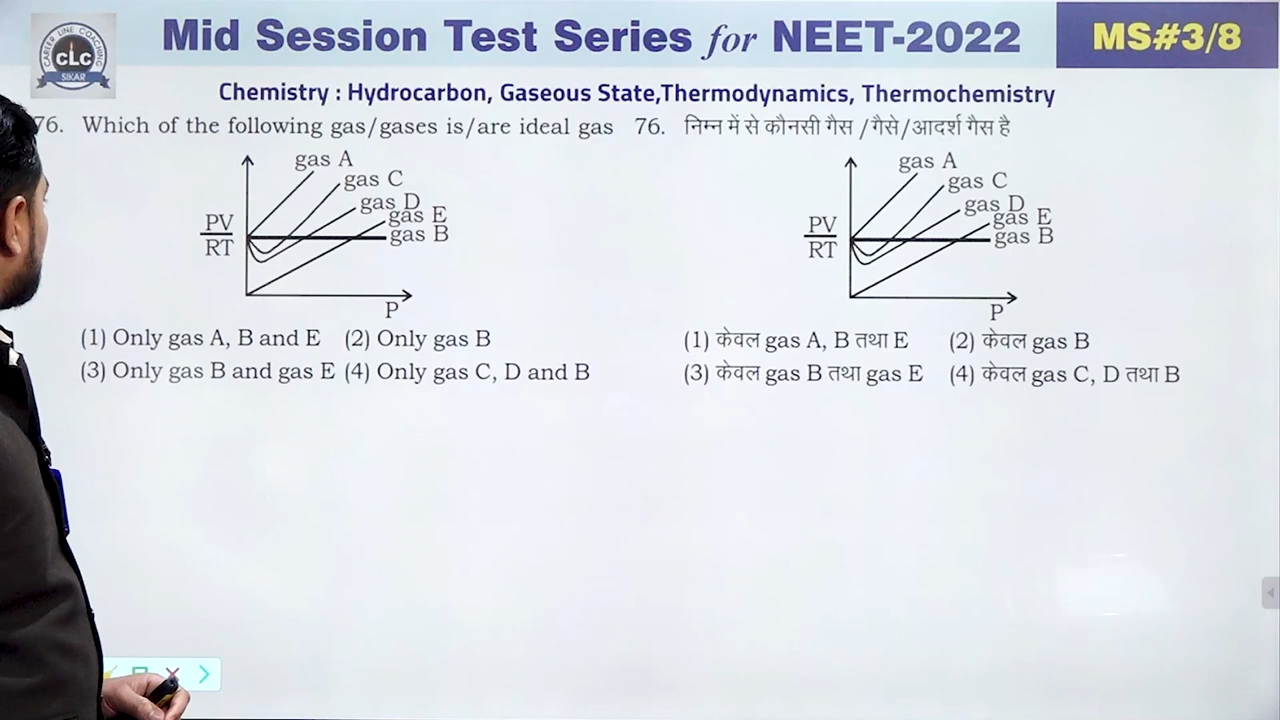 CAREER LINE COACHING
CLC
SIKAR
Mid Session Test Series for NEET-2022
MS#3/8
Chemistry : Hydrocarbon, Gaseous State,Thermodynamics, Thermochemistry
76. Which of the following gas/gases is/are ideal gas
gas A
gas C
gas D
gas E
gas B
PV
RT
P
(1) Only gas A, B and E (2) Only gas B
(3) Only gas B and gas E (4) Only gas C, D and B
76. निम्न में से कौनसी गैस /गैसे/आदर्श गैस है
gas A
gas C
gas D
gas E
gas B
PV
RT
P
(1) केवल gas A, B तथा E (2) केवल gas B
(3) केवल gas B तथा gas E (4) केवल gas C, D तथा B